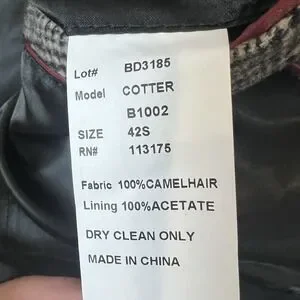 Lot# BD3185
Model COTTER
B1002
SIZE 42S
RN# 113175
Fabric 100%CAMELHAIR
Lining 100%ACETATE
DRY CLEAN ONLY
MADE IN CHINA